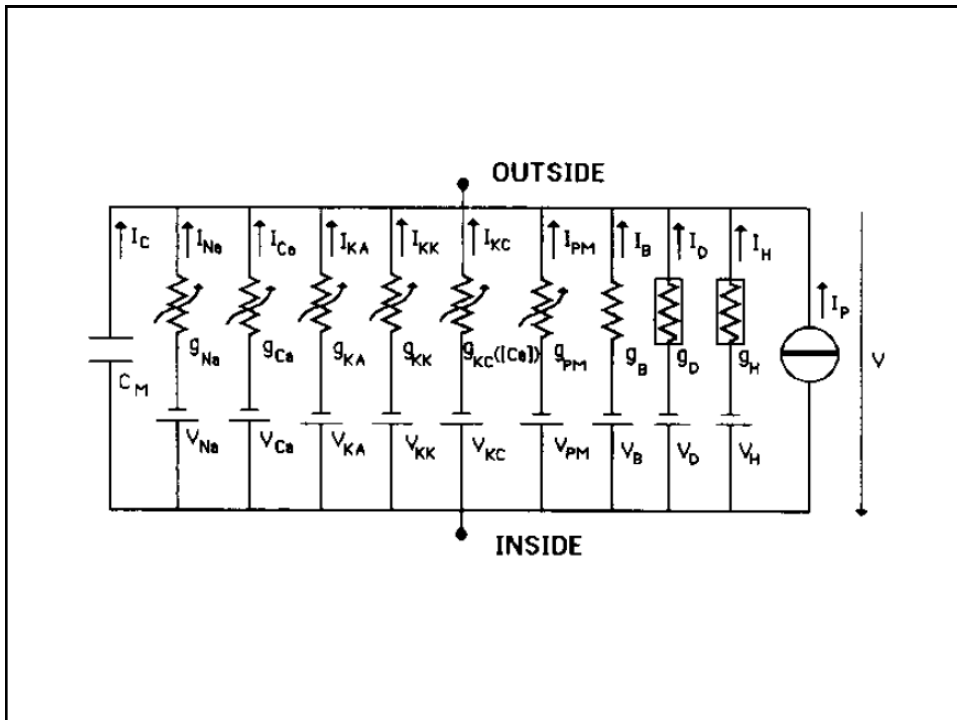 OUTSIDE
I_C I_Na I_Ca I_KA I_KK I_KC I_PM I_B I_D I_H
I_P
g_Na g_Ca g_KA g_KK g_KC([Ca]) g_PM g_B g_D g_H
V
C_M
V_Na V_Ca V_KA V_KK V_KC V_PM V_B V_D V_H
INSIDE